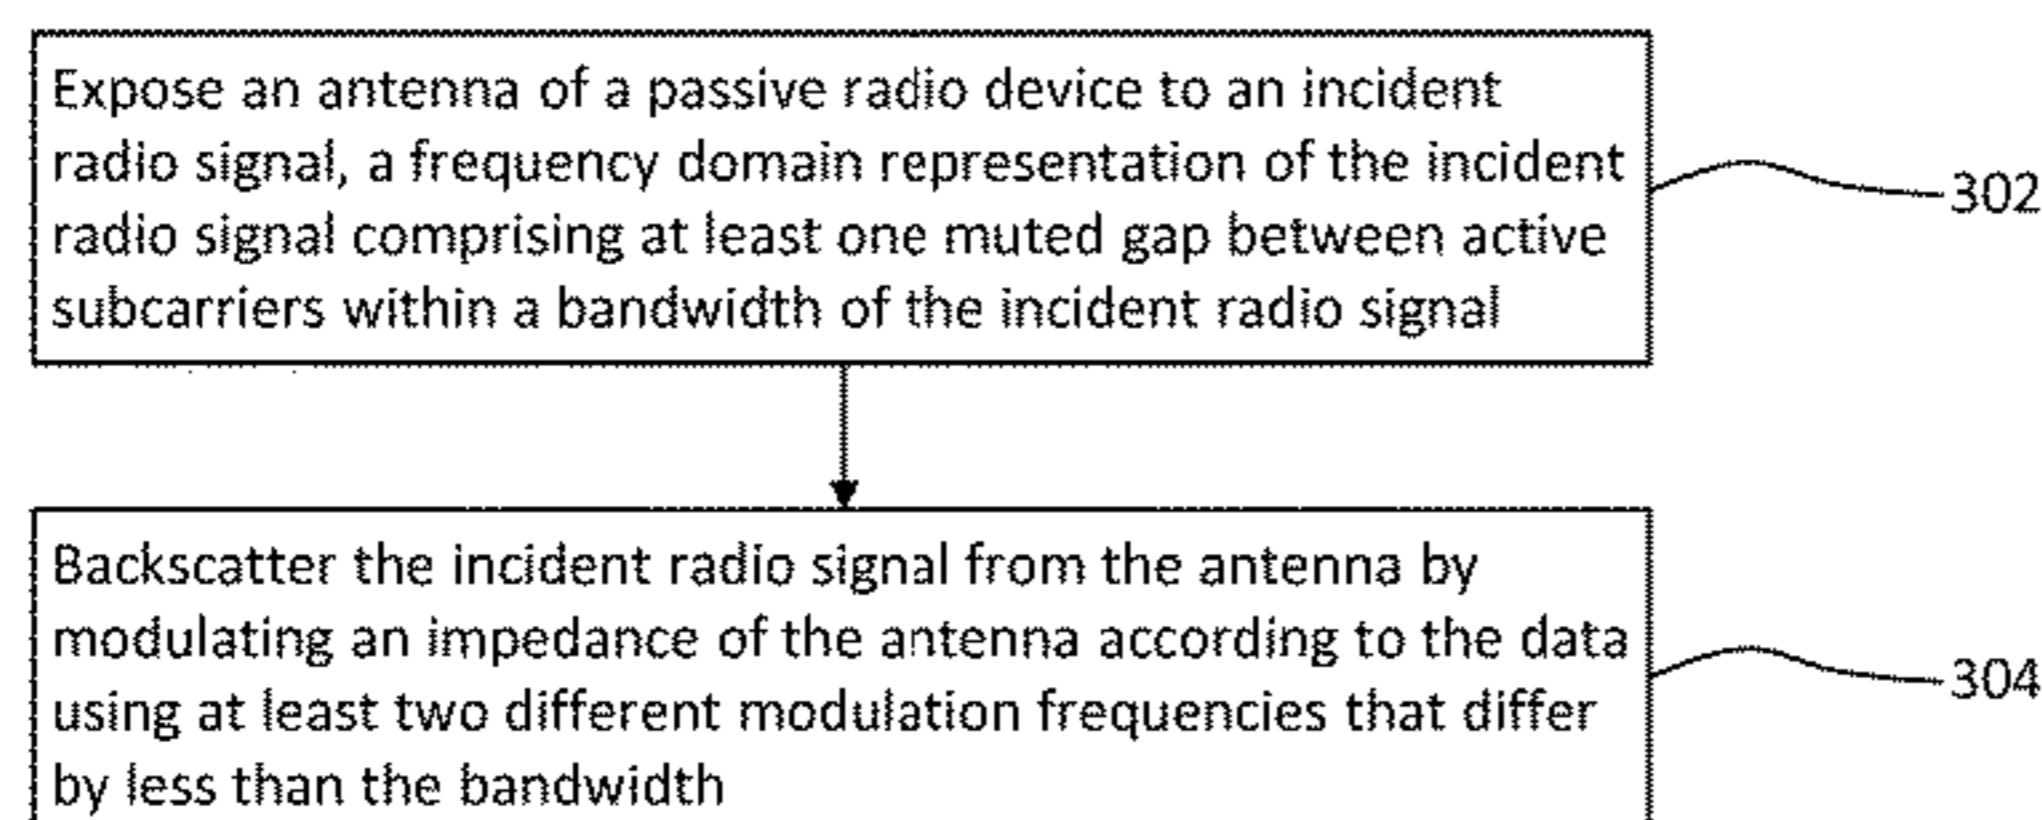 Expose an antenna of a passive radio device to an incident
radio signal, a frequency domain representation of the incident
radio signal comprising at least one muted gap between active
subcarriers within a bandwidth of the incident radio signal
302
Backscatter the incident radio signal from the antenna by
modulating an impedance of the antenna according to the data
using at least two different modulation frequencies that differ
by less than the bandwidth
304